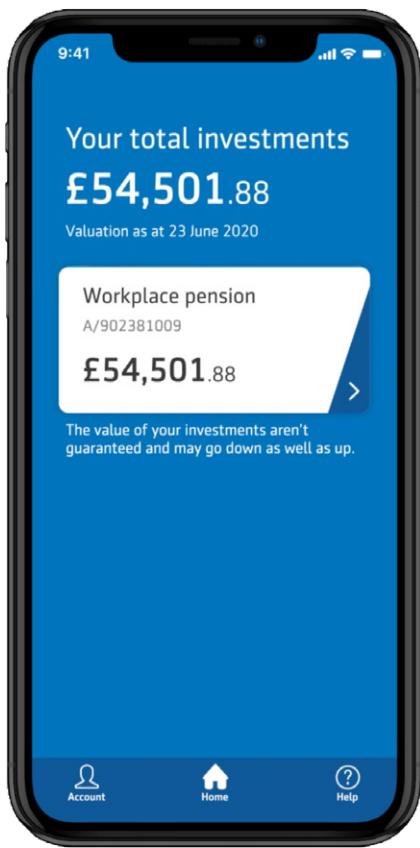 9:41
Your total investments
£54,501.88
Valuation as at 23 June 2020
Workplace pension
A/902381009
£54,501.88
The value of your investments aren't
guaranteed and may go down as well as up.
Account
Home
Help